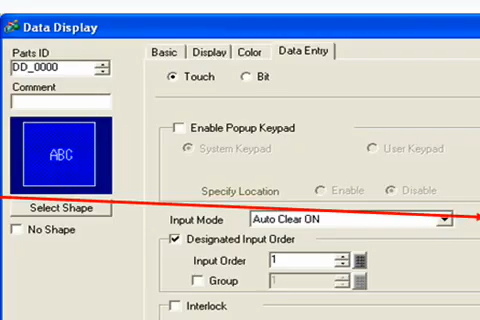 Data Display
Parts ID
DD_0000
Comment
ABC
Select Shape
No Shape
Basic Display Color Data Entry
Touch Bit
Enable Popup Keypad
System Keypad User Keypad
Specify Location Enable Disable
Input Mode Auto Clear ON
Designated Input Order
Input Order 1
Group 1
Interlock